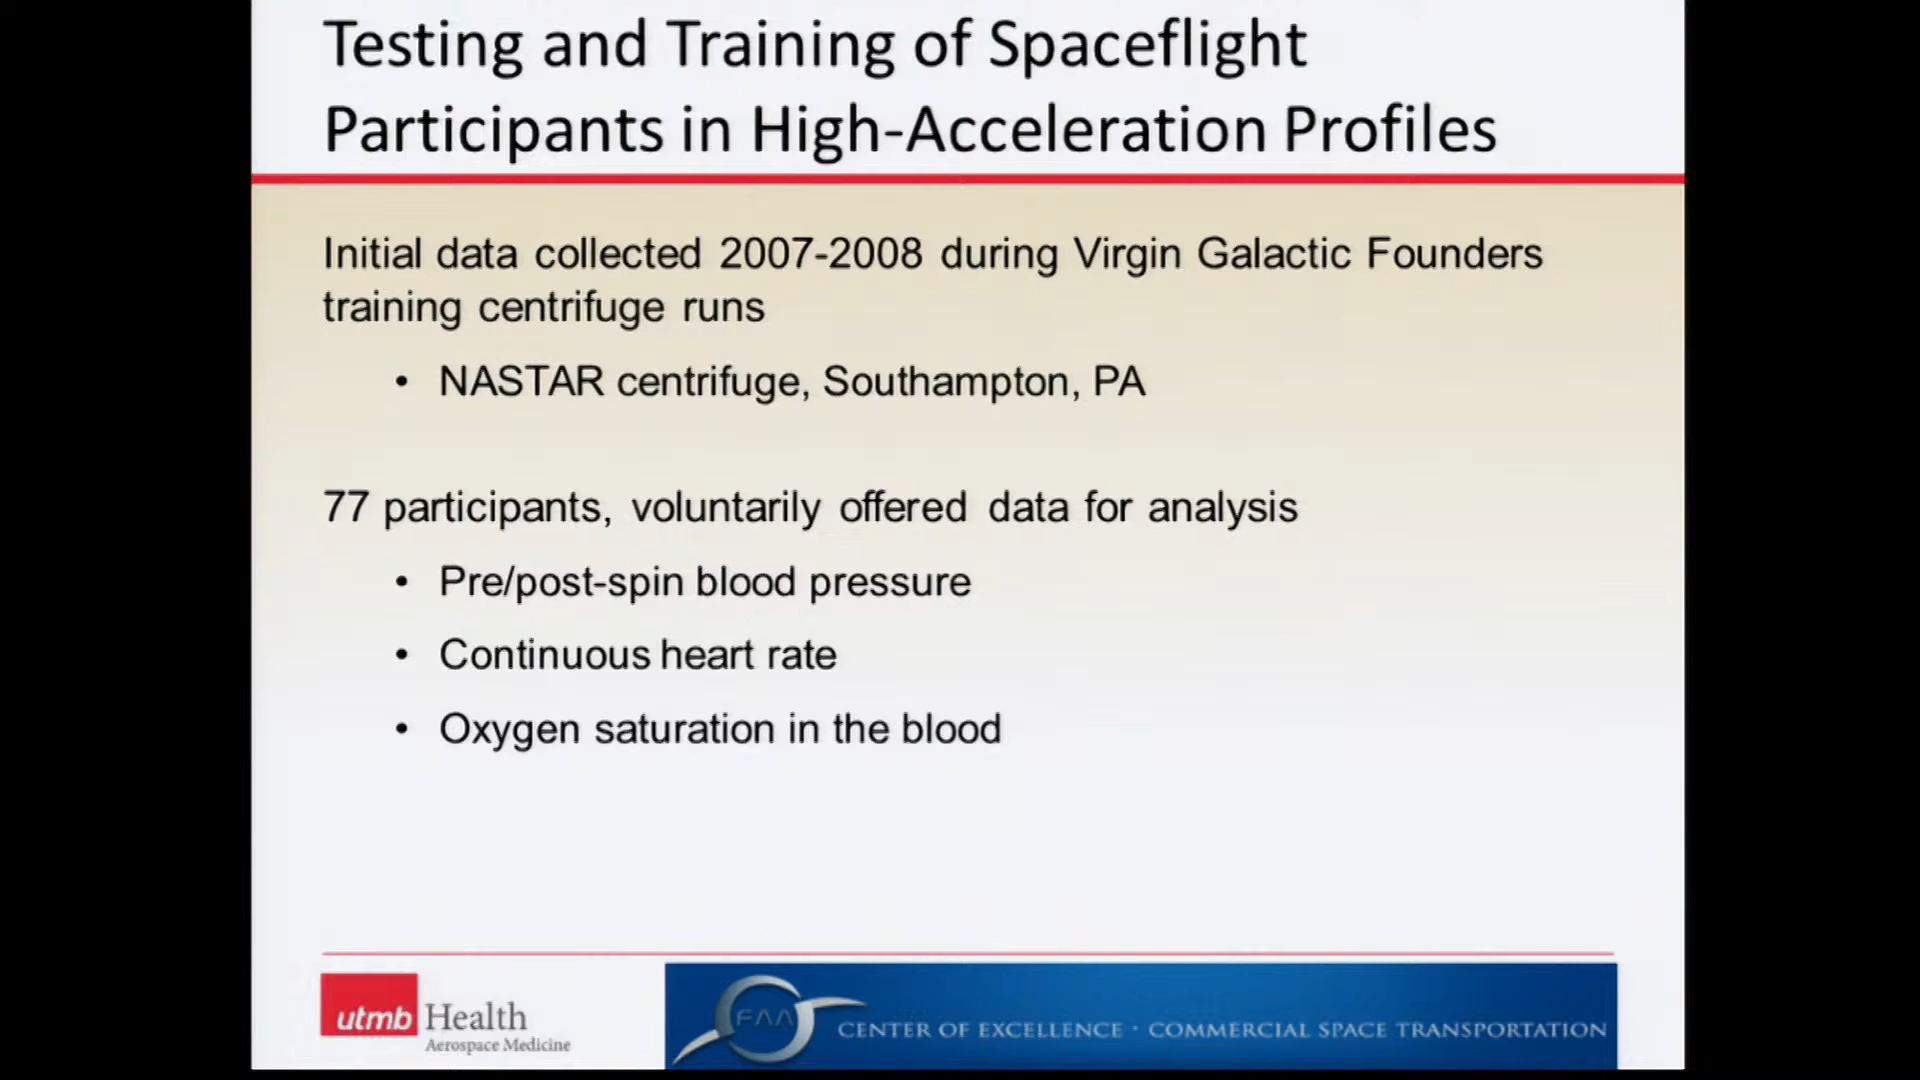 Testing and Training of Spaceflight
Participants in High-Acceleration Profiles
Initial data collected 2007-2008 during Virgin Galactic Founders
training centrifuge runs
• NASTAR centrifuge, Southampton, PA
77 participants, voluntarily offered data for analysis
• Pre/post-spin blood pressure
• Continuous heart rate
• Oxygen saturation in the blood
utmb Health
Aerospace Medicine
FAA
CENTER OF EXCELLENCE · COMMERCIAL SPACE TRANSPORTATION